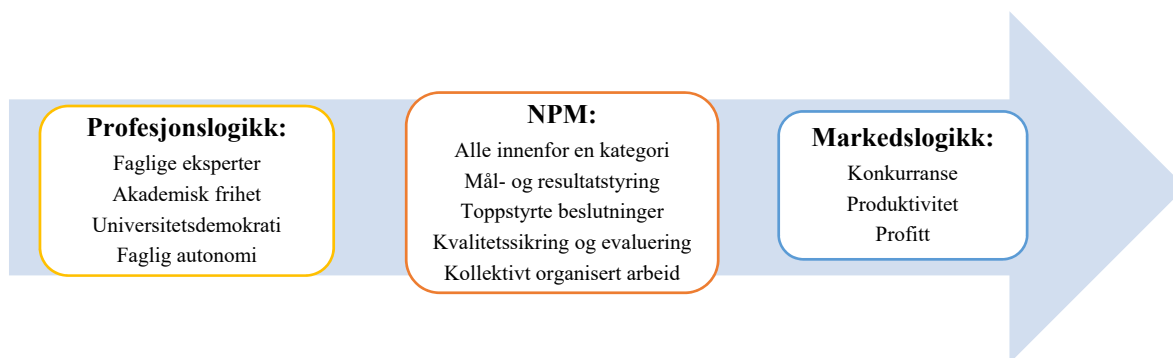 Profesjonslogikk:
Faglige eksperter
Akademisk frihet
Universitetsdemokrati
Faglig autonomi
NPM:
Alle innenfor en kategori
Mål- og resultatstyring
Toppstyrte beslutninger
Kvalitetssikring og evaluering
Kollektivt organisert arbeid
Markedslogikk:
Konkurranse
Produktivitet
Profitt